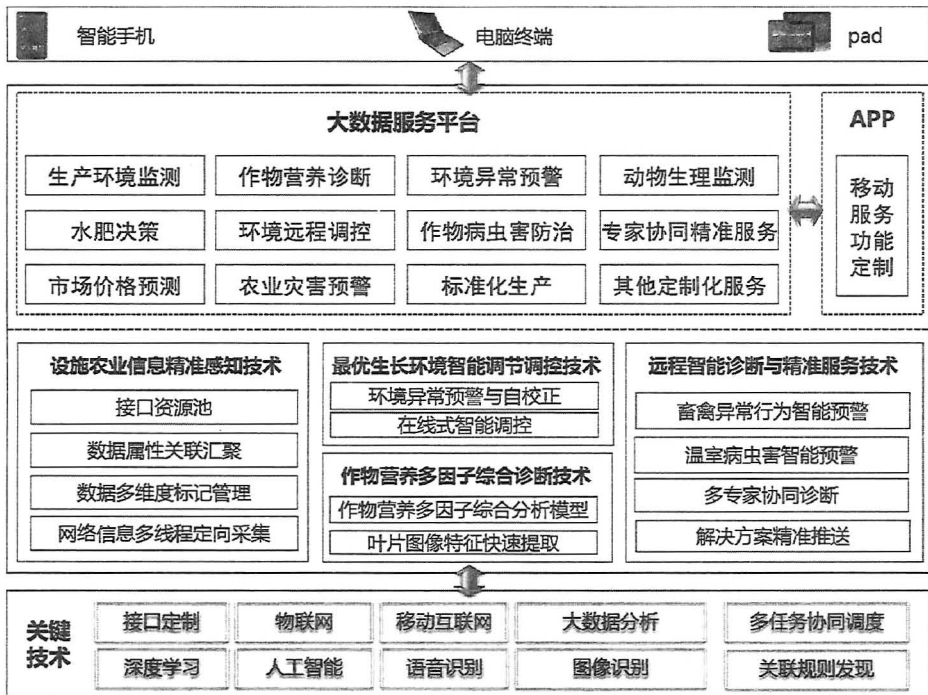 智能手机 电脑终端 pad
大数据服务平台
APP
生产环境监测 作物营养诊断 环境异常预警 动物生理监测
水肥决策 环境远程调控 作物病虫害防治 专家协同精准服务
市场价格预测 农业灾害预警 标准化生产 其他定制化服务
移动
服务
功能
定制
设施农业信息精准感知技术
接口资源池
数据属性关联汇聚
数据多维度标记管理
网络信息多线程定向采集
最优生长环境智能调节调控技术
环境异常预警与自校正
在线式智能调控
作物营养多因子综合诊断技术
作物营养多因子综合分析模型
叶片图像特征快速提取
远程智能诊断与精准服务技术
畜禽异常行为智能预警
温室病虫害智能预警
多专家协同诊断
解决方案精准推送
关键
技术
接口定制 物联网 移动互联网 大数据分析 多任务协同调度
深度学习 人工智能 语音识别 图像识别 关联规则发现